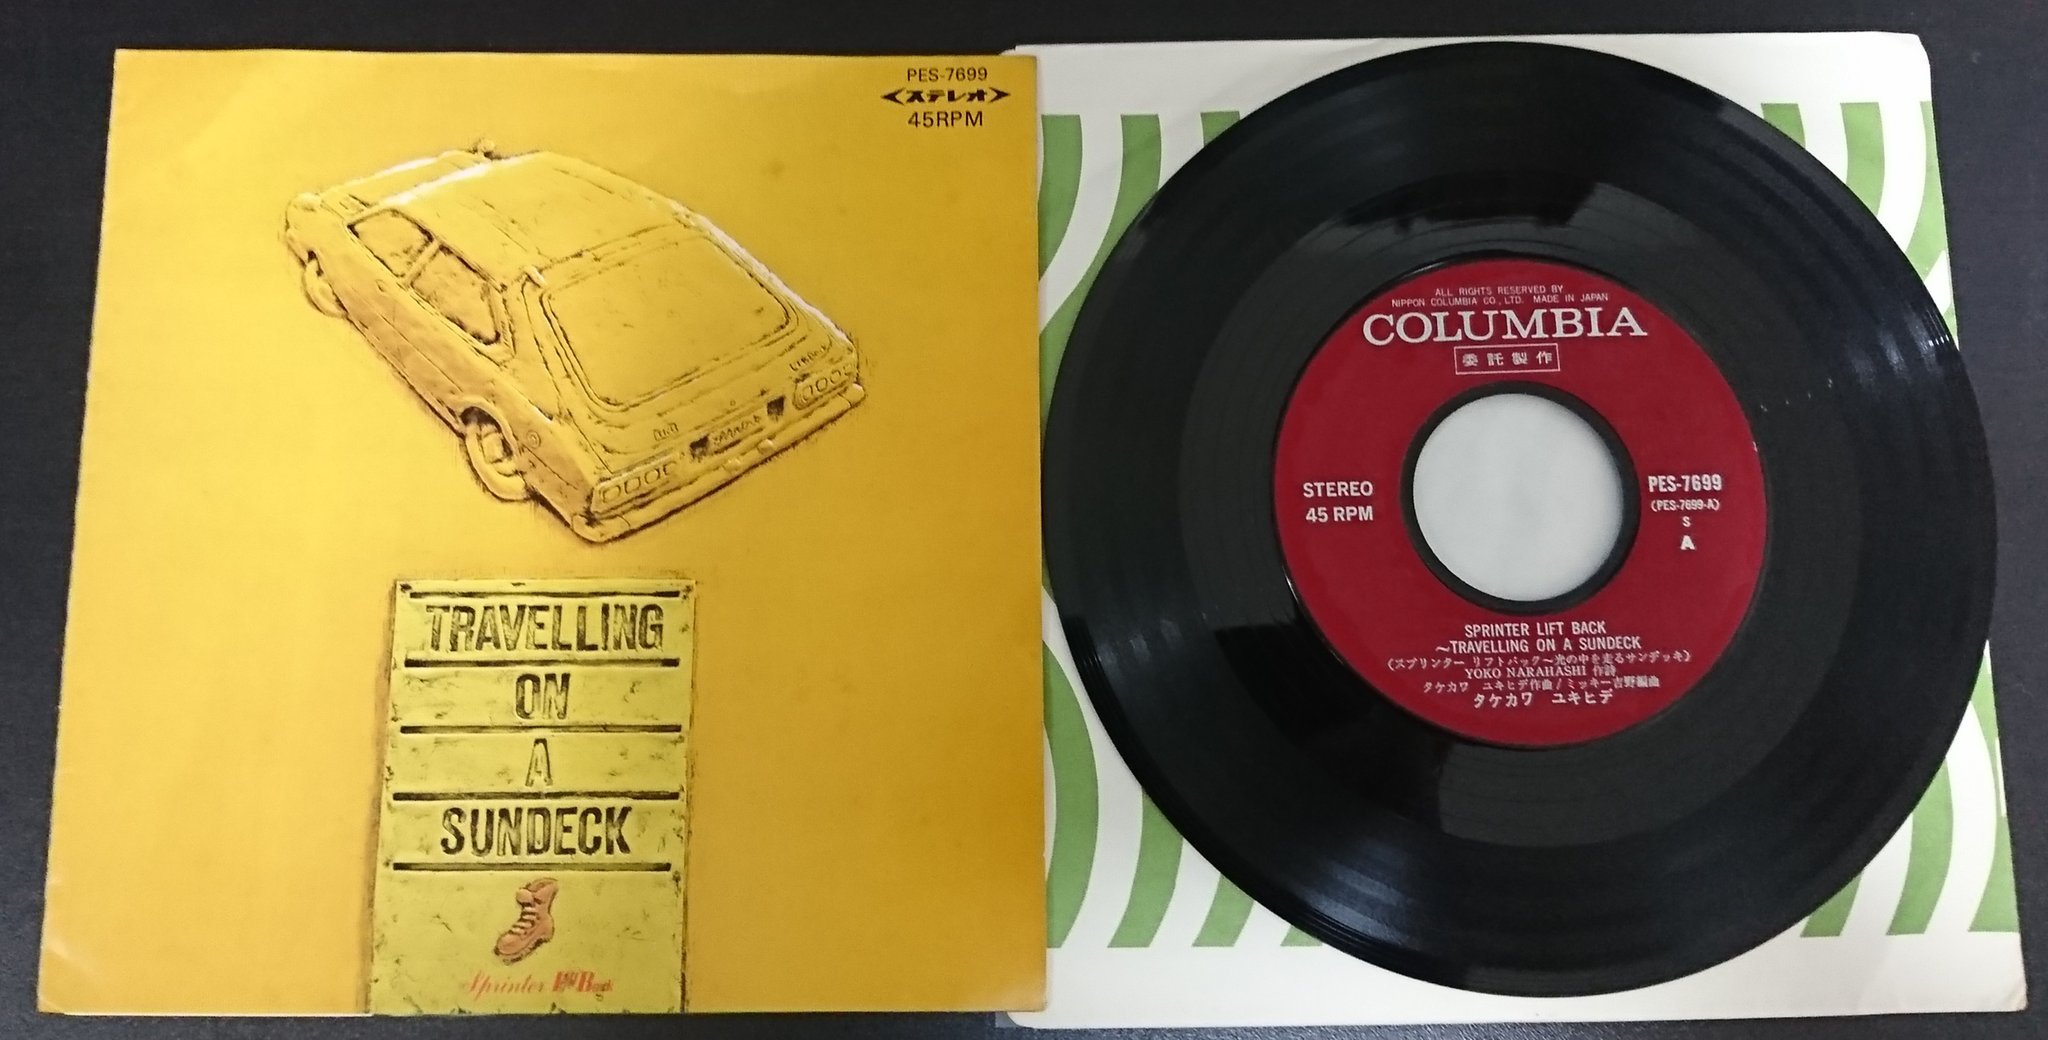 PES-7699
ステレオ
45RPM
TRAVELLING
ON
A
SUNDECK
Sprinter Lift Back
ALL RIGHTS RESERVED BY
NIPPON COLUMBIA CO., LTD. MADE IN JAPAN
COLUMBIA
委託製作
STEREO
45 RPM
PES-7699
(PES-7699-A)
S
A
SPRINTER LIFT BACK
~TRAVELLING ON A SUNDECK
(スプリンター リフトバック~光の中を走るサンデッキ)
YOKO NARAHASHI 作詩
タケカワ ユキヒデ作曲/ミッキー吉野編曲
タケカワ ユキヒデ